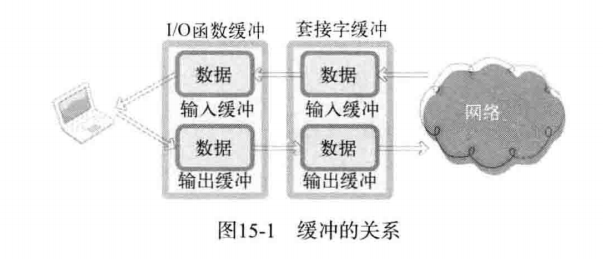 I/O函数缓冲 套接字缓冲
数据 数据
输入缓冲 输入缓冲
网络
数据 数据
输出缓冲 输出缓冲
图15-1 缓冲的关系